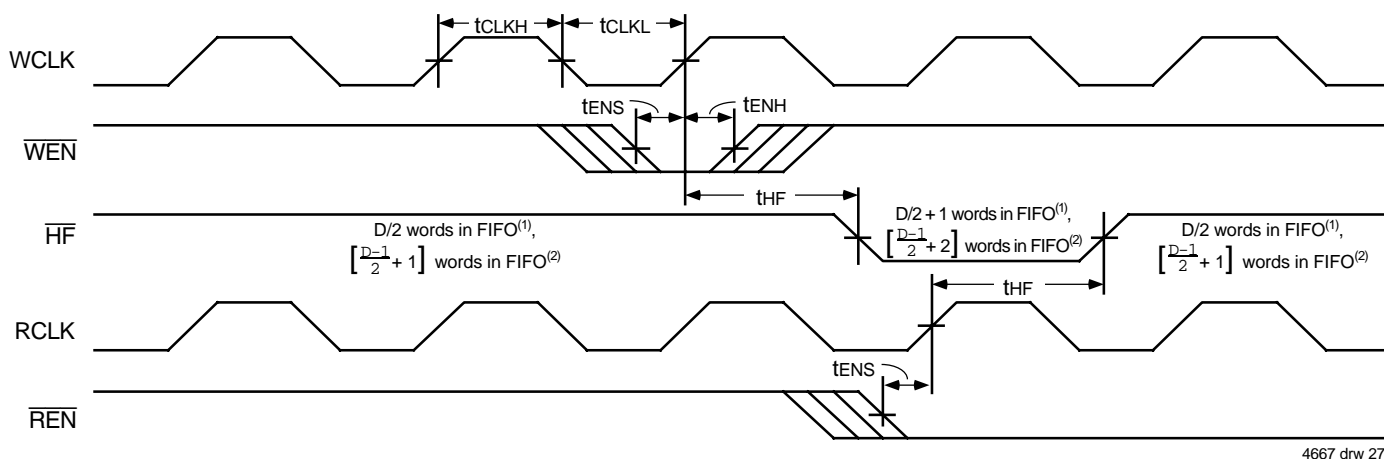 tCLKH tCLKL
WCLK
tENS tENH
WEN
tHF
HF
D/2 words in FIFO(1),
[D-1/2 + 1] words in FIFO(2)
D/2 + 1 words in FIFO(1),
[D-1/2 + 2] words in FIFO(2)
D/2 words in FIFO(1),
[D-1/2 + 1] words in FIFO(2)
tHF
RCLK
tENS
REN
4667 drw 27